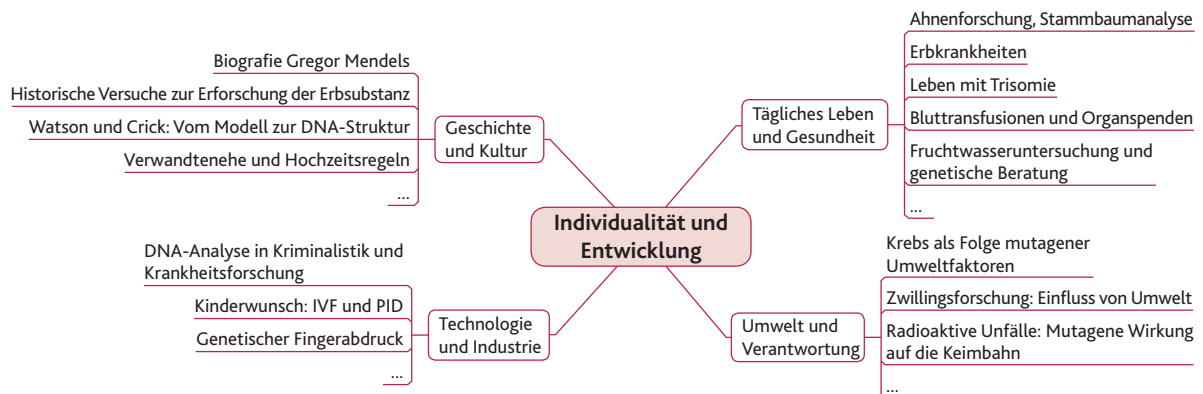 Individualität und
Entwicklung
Geschichte
und Kultur
Biografie Gregor Mendels
Historische Versuche zur Erforschung der Erbsubstanz
Watson und Crick: Vom Modell zur DNA-Struktur
Verwandtenehe und Hochzeitsregeln
...
Tägliches Leben
und Gesundheit
Ahnenforschung, Stammbaumanalyse
Erbkrankheiten
Leben mit Trisomie
Bluttransfusionen und Organspenden
Fruchtwasseruntersuchung und
genetische Beratung
...
Technologie
und Industrie
DNA-Analyse in Kriminalistik und
Krankheitsforschung
Kinderwunsch: IVF und PID
Genetischer Fingerabdruck
...
Umwelt und
Verantwortung
Krebs als Folge mutagener
Umweltfaktoren
Zwillingsforschung: Einfluss von Umwelt
Radioaktive Unfälle: Mutagene Wirkung
auf die Keimbahn
...